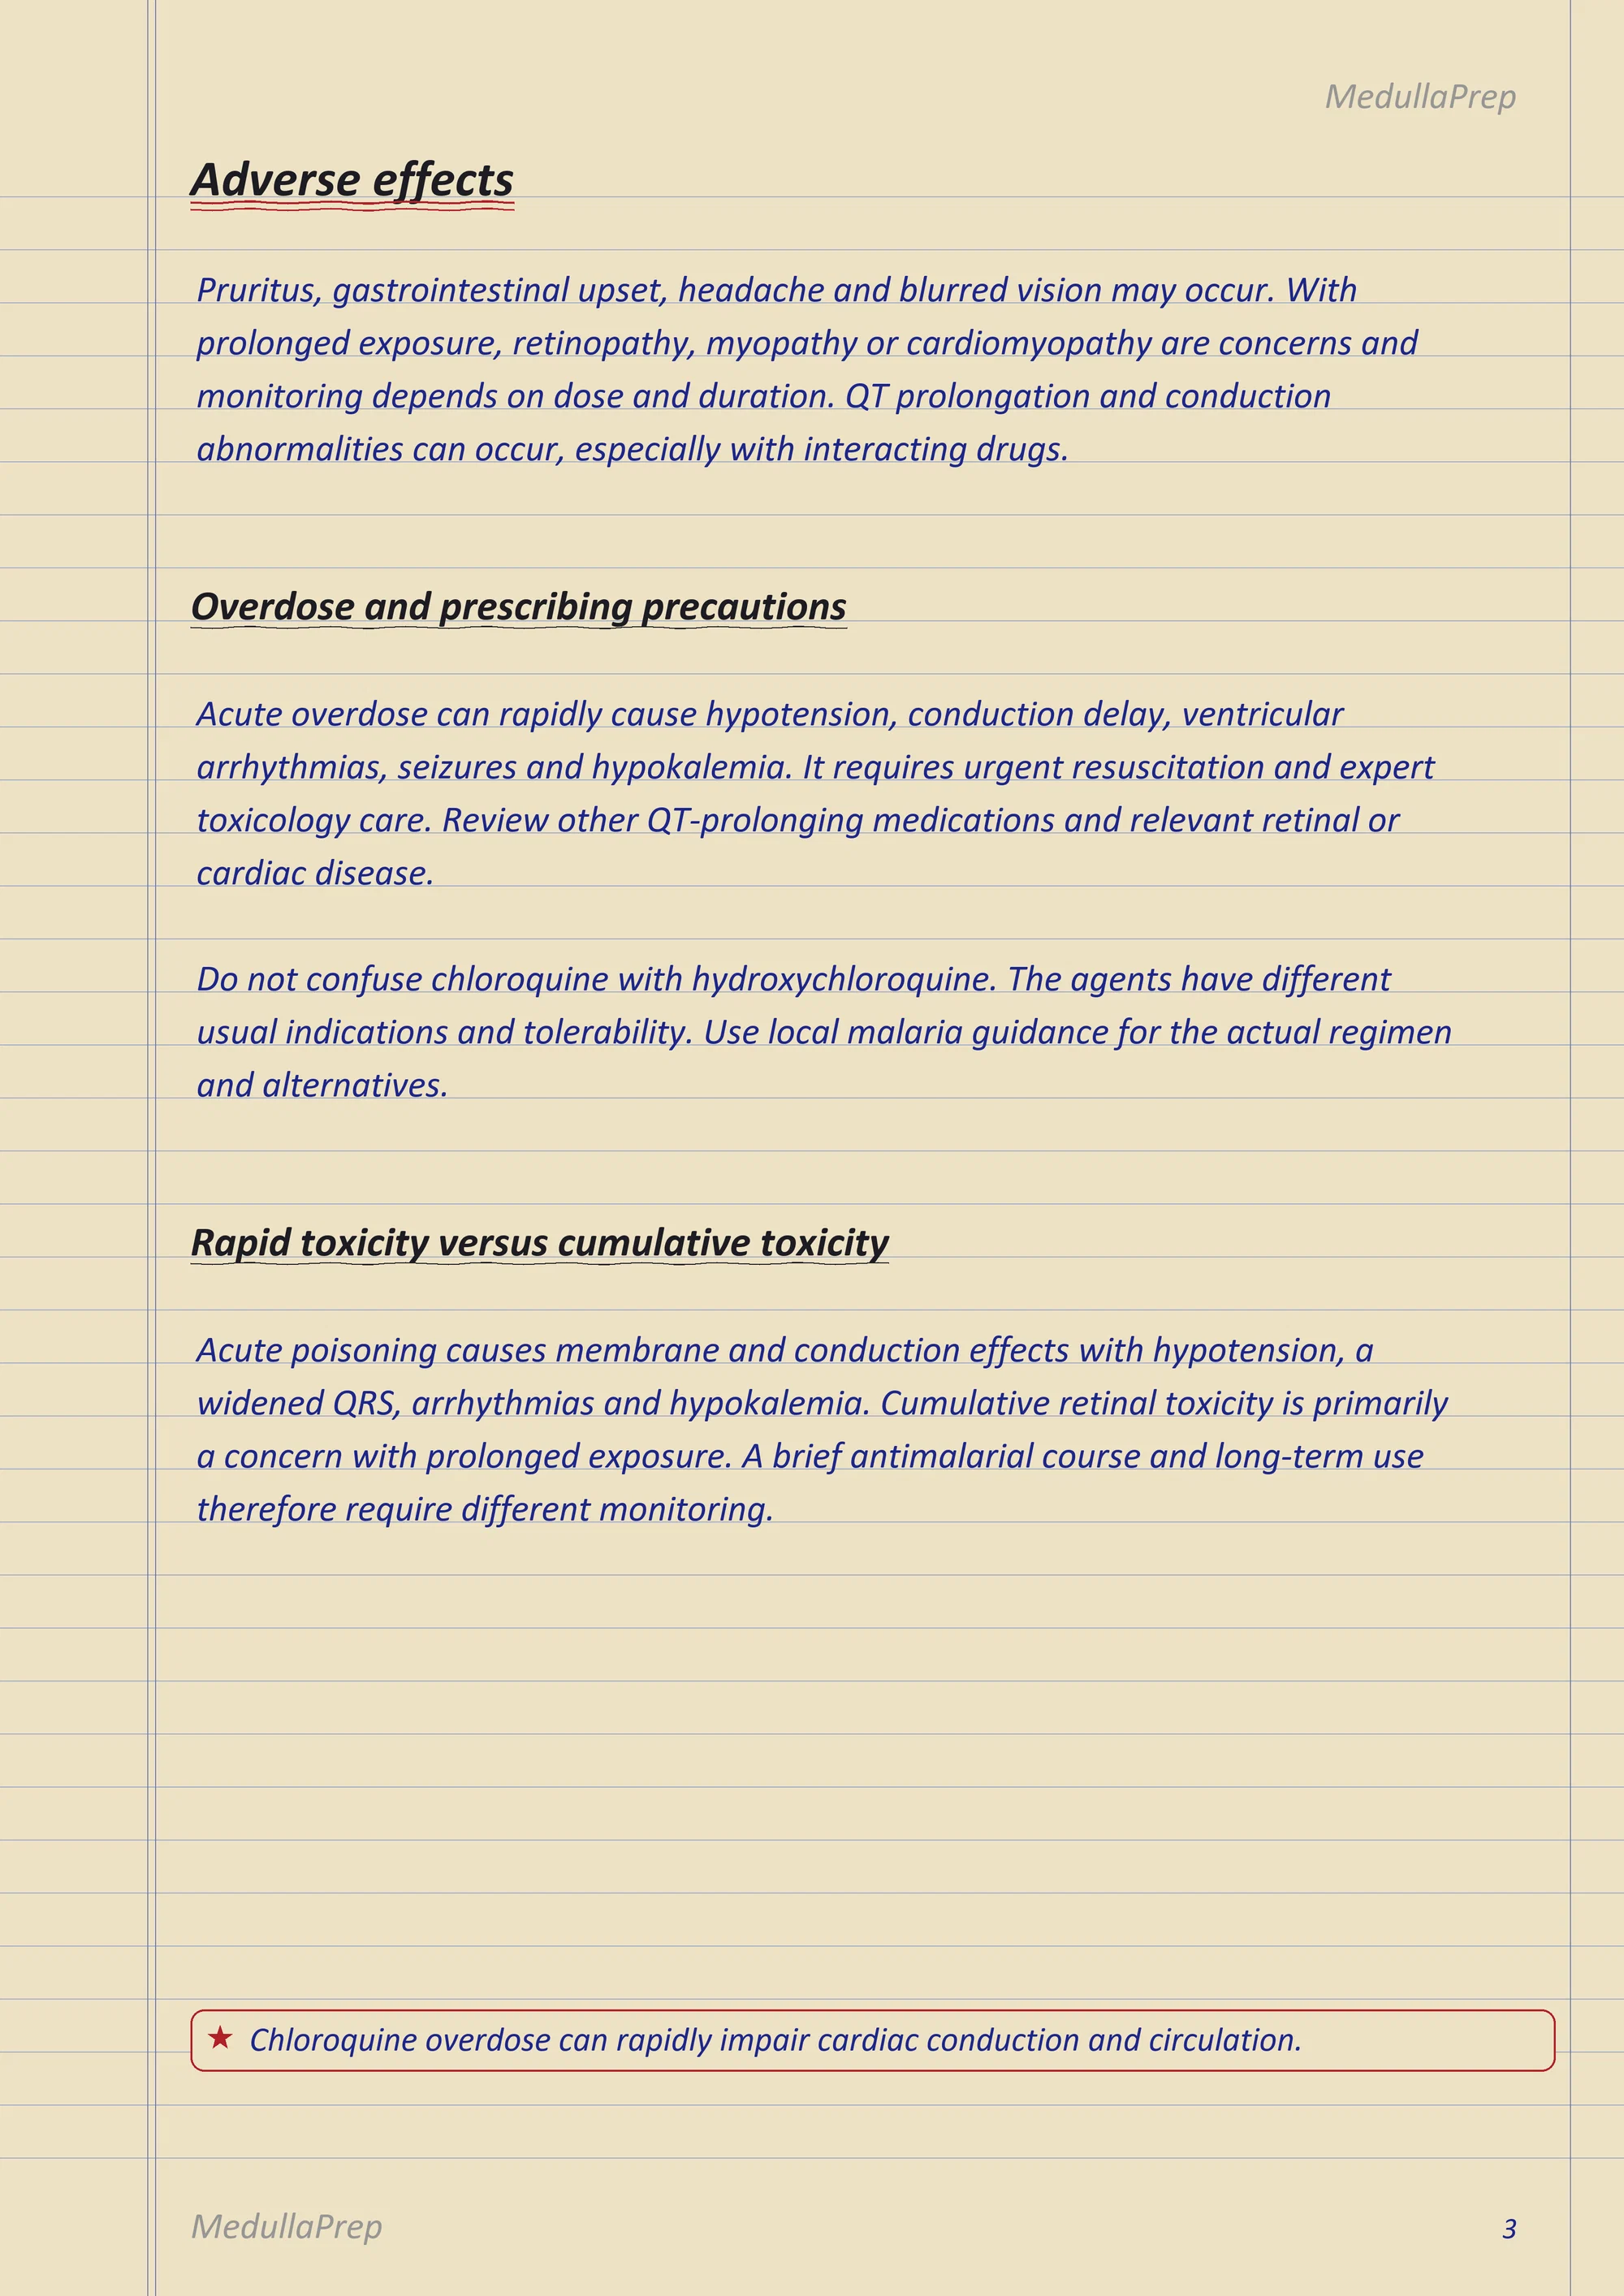 MedullaPrep
Adverse effects
Pruritus, gastrointestinal upset, headache and blurred vision may occur. With
prolonged exposure, retinopathy, myopathy or cardiomyopathy are concerns and
monitoring depends on dose and duration. QT prolongation and conduction
abnormalities can occur, especially with interacting drugs.
Overdose and prescribing precautions
Acute overdose can rapidly cause hypotension, conduction delay, ventricular
arrhythmias, seizures and hypokalemia. It requires urgent resuscitation and expert
toxicology care. Review other QT-prolonging medications and relevant retinal or
cardiac disease.
Do not confuse chloroquine with hydroxychloroquine. The agents have different
usual indications and tolerability. Use local malaria guidance for the actual regimen
and alternatives.
Rapid toxicity versus cumulative toxicity
Acute poisoning causes membrane and conduction effects with hypotension, a
widened QRS, arrhythmias and hypokalemia. Cumulative retinal toxicity is primarily
a concern with prolonged exposure. A brief antimalarial course and long-term use
therefore require different monitoring.
★ Chloroquine overdose can rapidly impair cardiac conduction and circulation.
MedullaPrep
3